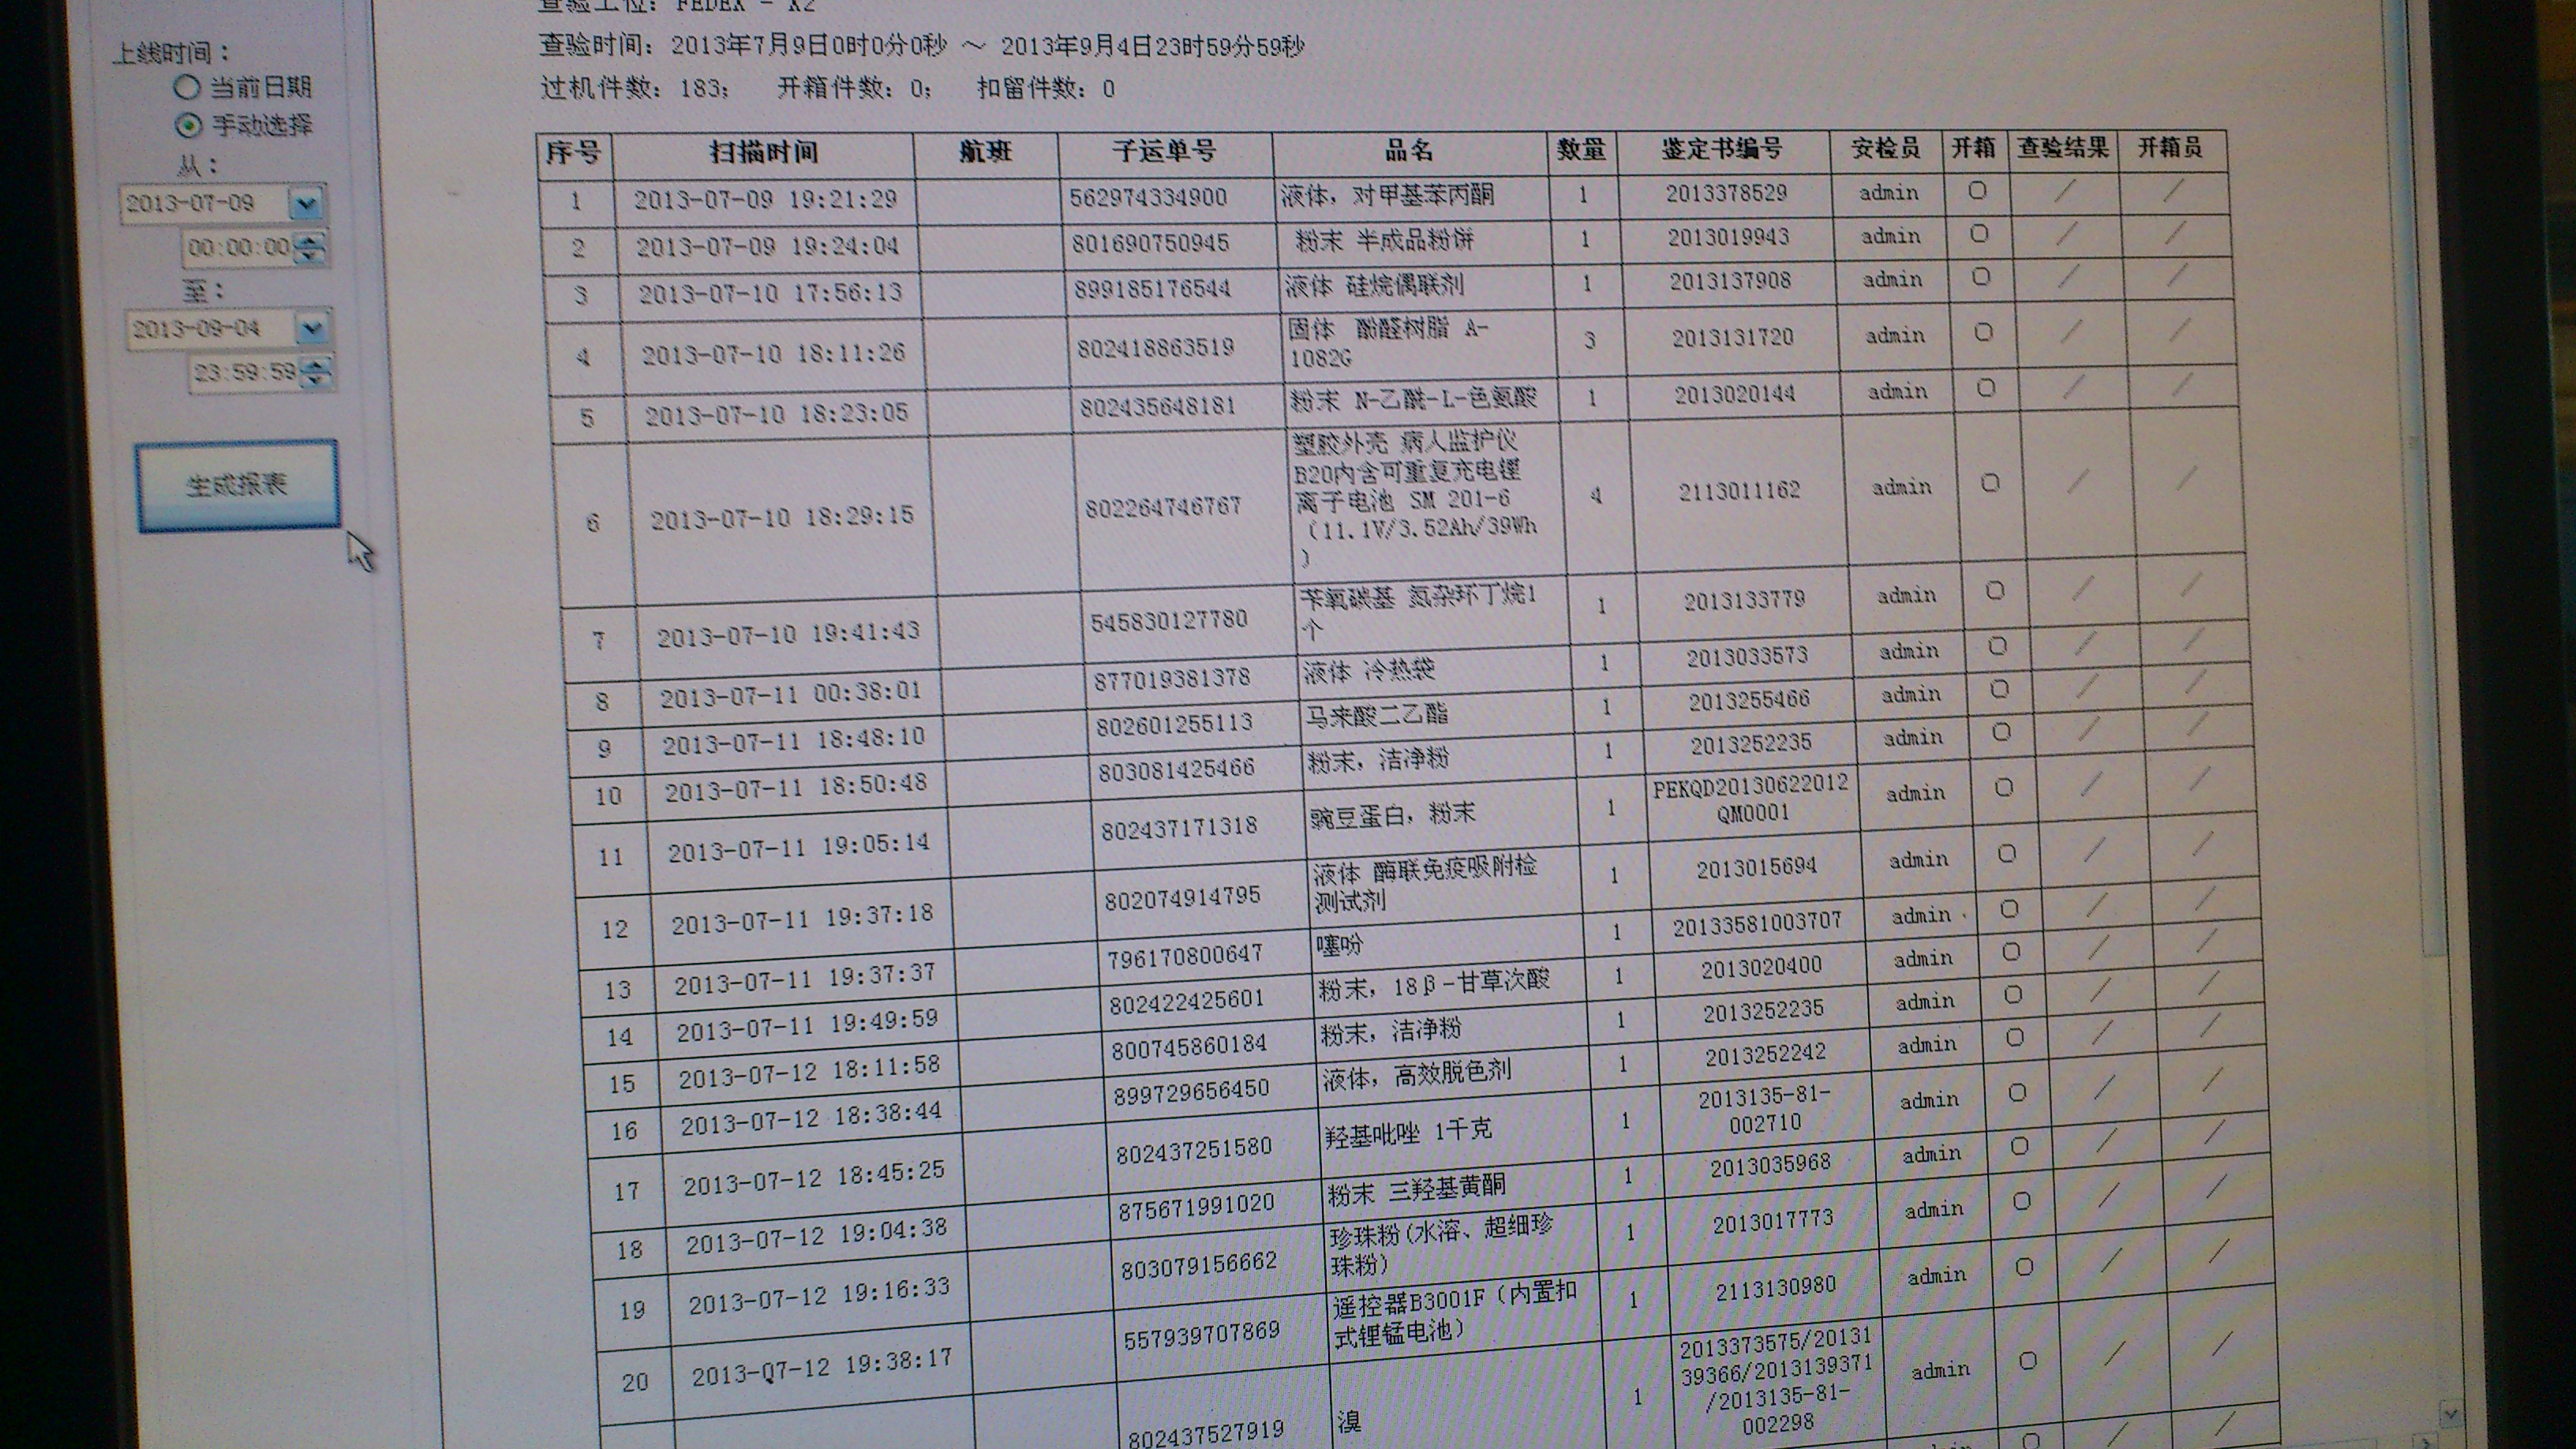 查验工位：FEDEX - X2
上线时间：
当前日期
手动选择
从：
2013-07-09
00:00:00
至：
2013-09-04
23:59:59
生成报表
查验时间：2013年7月9日0时0分0秒 ～ 2013年9月4日23时59分59秒
过机件数：183； 开箱件数：0； 扣留件数：0
序号 扫描时间 航班 子运单号 品名 数量 鉴定书编号 安检员 开箱 查验结果 开箱员
1 2013-07-09 19:21:29 562974334900 液体，对甲基苯丙酮 1 2013378529 admin ○ / /
2 2013-07-09 19:24:04 801690750945 粉末 半成品粉饼 1 2013019943 admin ○ / /
3 2013-07-10 17:56:13 899185176544 液体 硅烷偶联剂 1 2013137908 admin ○ / /
4 2013-07-10 18:11:26 802418863519 固体 酚醛树脂 A-
1082G 3 2013131720 admin ○ / /
5 2013-07-10 18:23:05 802435648181 粉末 N-乙酰-L-色氨酸 1 2013020144 admin ○ / /
6 2013-07-10 18:29:15 802264746767 塑胶外壳 病人监护仪
B20内含可重复充电锂
离子电池 SM 201-6
（11.1V/3.52Ah/39Wh
） 4 2113011162 admin ○ / /
7 2013-07-10 19:41:43 545830127780 苄氧羰基 氮杂环丁烷1
个 1 2013133779 admin ○ / /
8 2013-07-11 00:38:01 877019381378 液体 冷热袋 1 2013033573 admin ○ / /
9 2013-07-11 18:48:10 802601255113 马来酸二乙酯 1 2013255466 admin ○ / /
10 2013-07-11 18:50:48 803081425466 粉末，洁净粉 1 2013252235 admin ○ / /
11 2013-07-11 19:05:14 802437171318 豌豆蛋白，粉末 1 PEKQD20130622012
QM0001 admin ○ / /
12 2013-07-11 19:37:18 802074914795 液体 酶联免疫吸附检
测试剂 1 2013015694 admin ○ / /
13 2013-07-11 19:37:37 796170800647 噻吩 1 20133581003707 admin ○ / /
14 2013-07-11 19:49:59 802422425601 粉末，18β-甘草次酸 1 2013020400 admin ○ / /
15 2013-07-12 18:11:58 800745860184 粉末，洁净粉 1 2013252235 admin ○ / /
16 2013-07-12 18:38:44 899729656450 液体，高效脱色剂 1 2013252242 admin ○ / /
17 2013-07-12 18:45:25 802437251580 羟基吡唑 1千克 1 2013135-81-
002710 admin ○ / /
18 2013-07-12 19:04:38 875671991020 粉末 三羟基黄酮 1 2013035968 admin ○ / /
19 2013-07-12 19:16:33 803079156662 珍珠粉(水溶、超细珍
珠粉) 1 2013017773 admin ○ / /
20 2013-07-12 19:38:17 557939707869 遥控器B3001F（内置扣
式锂锰电池） 1 2113130980 admin ○ / /
802437527919 溴 1 2013373575/20131
39366/2013139371
/2013135-81-
002298 admin ○ / /